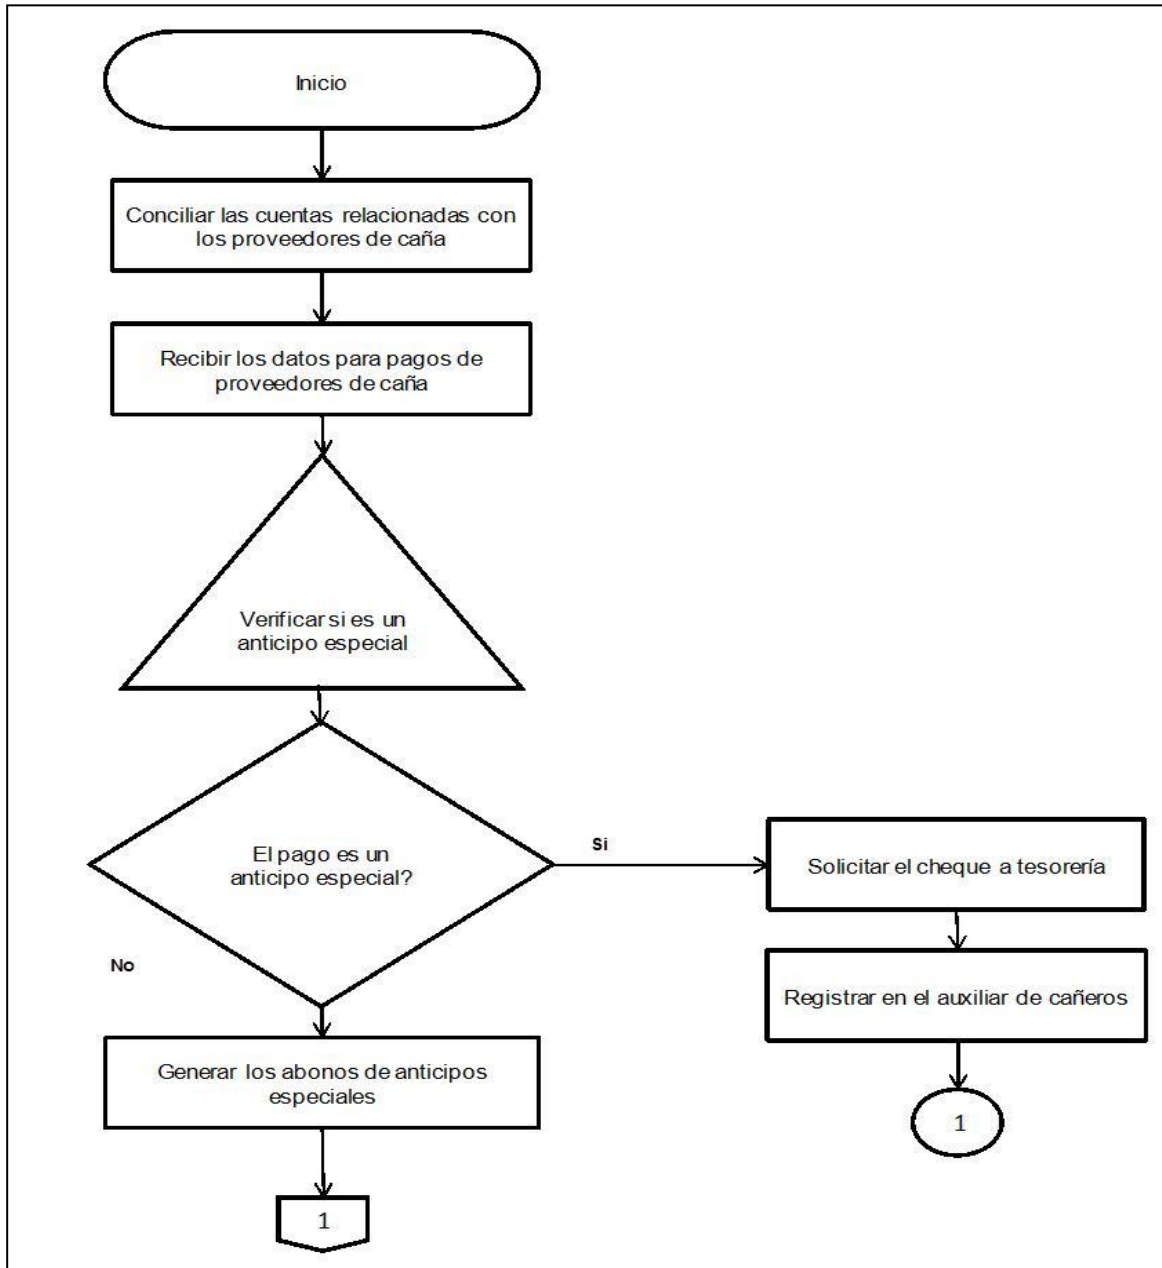 Inicio
Conciliar las cuentas relacionadas con
los proveedores de caña
Recibir los datos para pagos de
proveedores de caña
Verificar si es un
anticipo especial
El pago es un
anticipo especial?
Si
Solicitar el cheque a tesorería
Registrar en el auxiliar de cañeros
1
No
Generar los abonos de anticipos
especiales
1